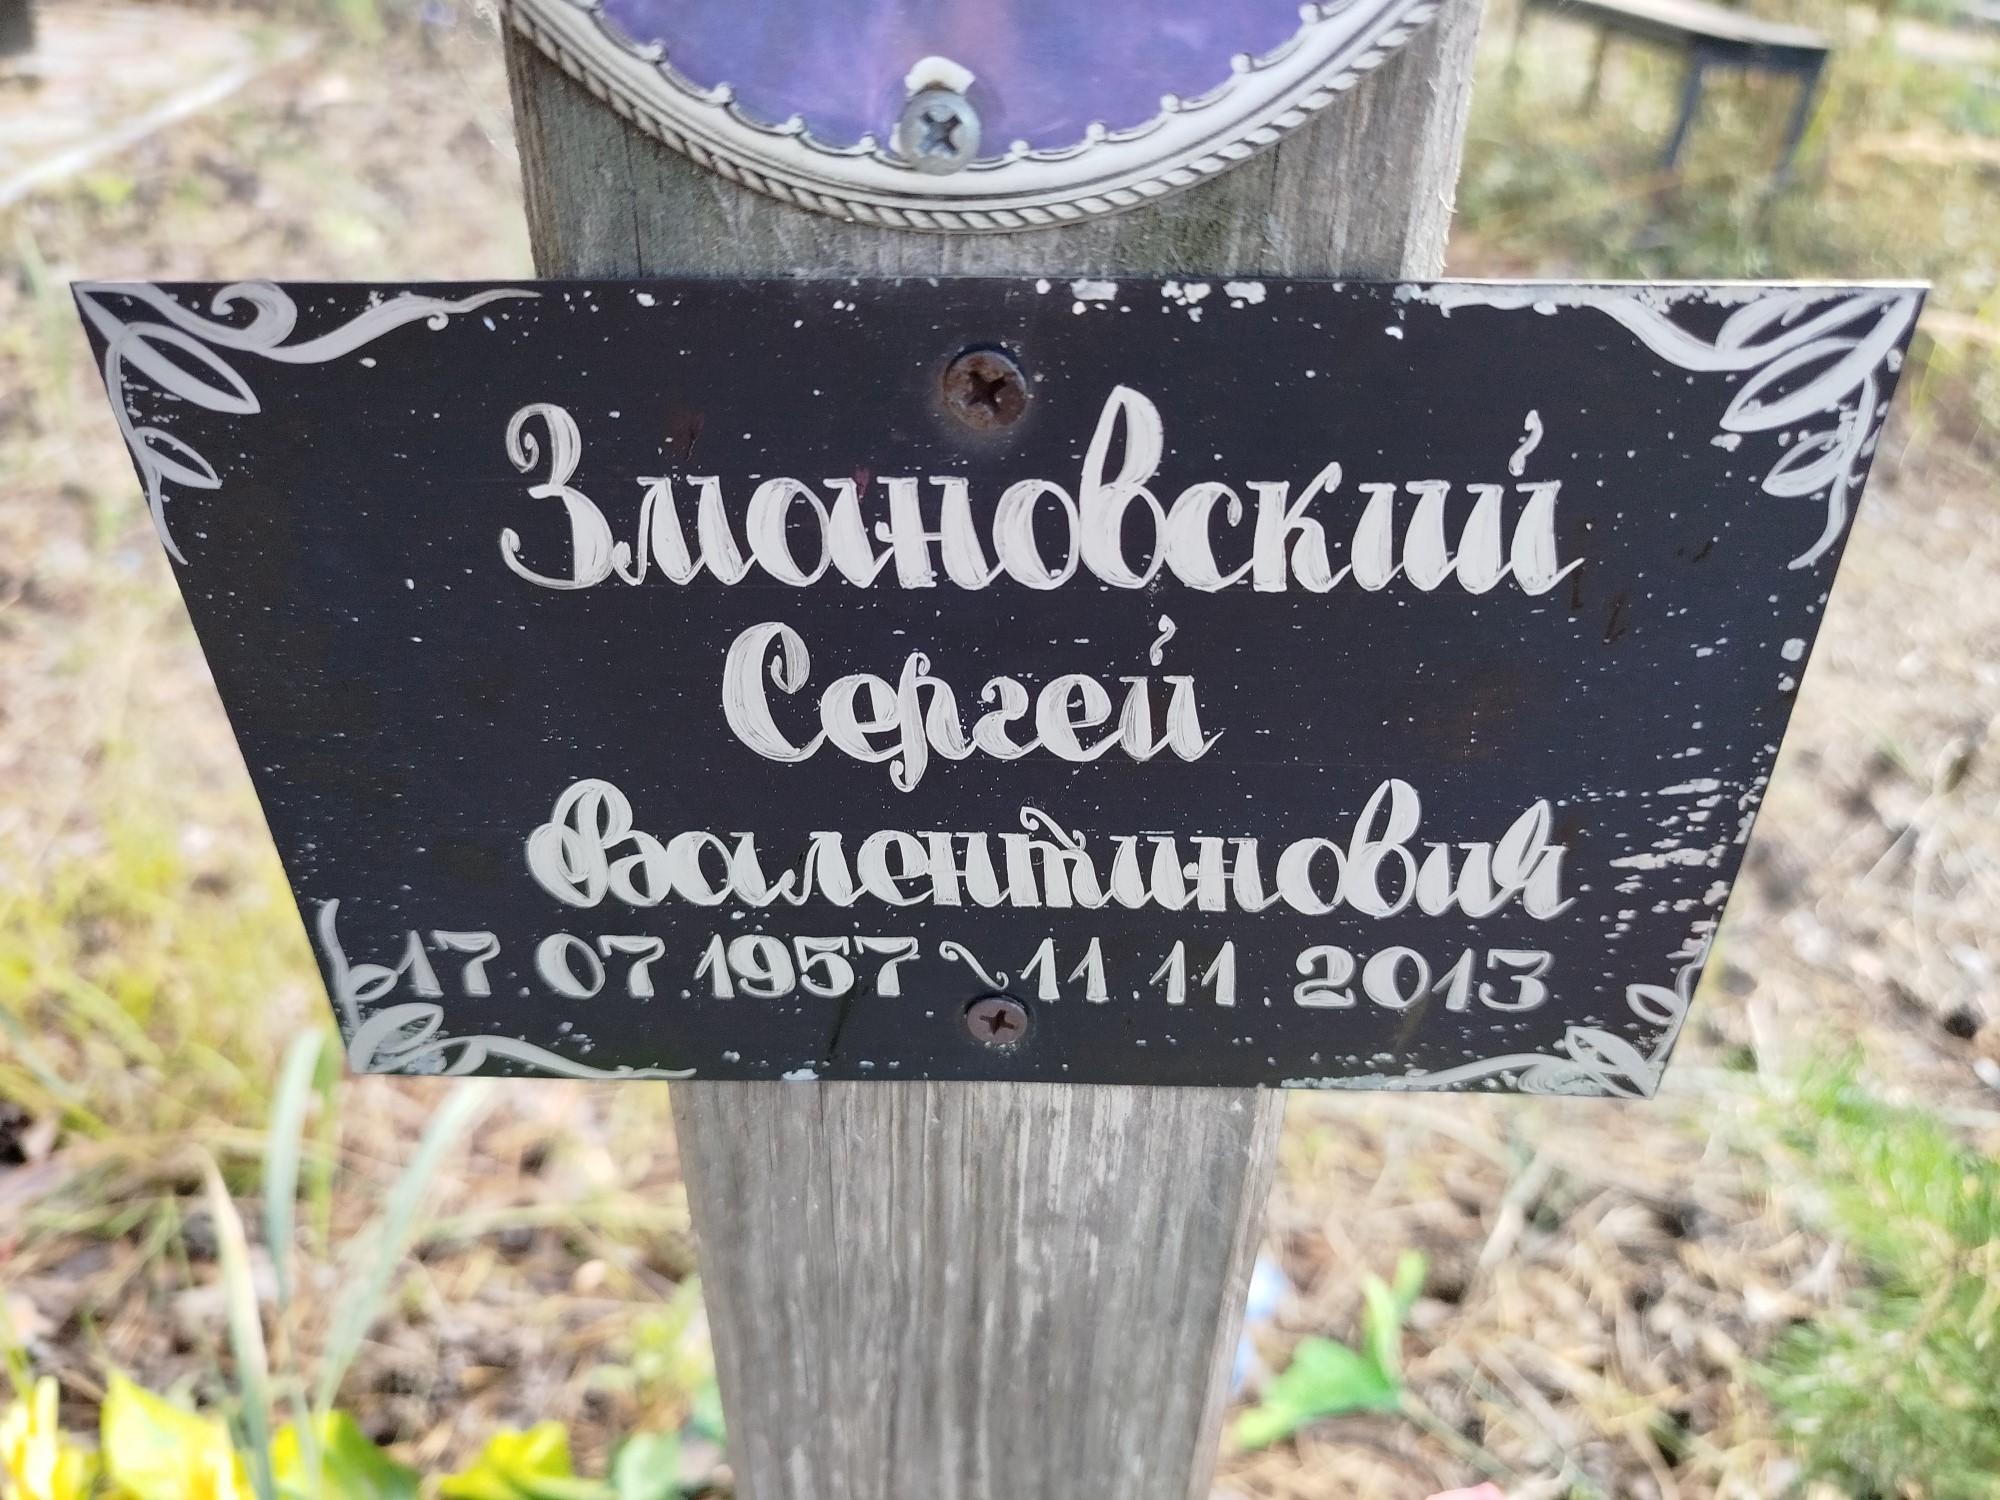 Змановский
Сергей
Валентинович
17.07.1957 ~ 11.11.2013